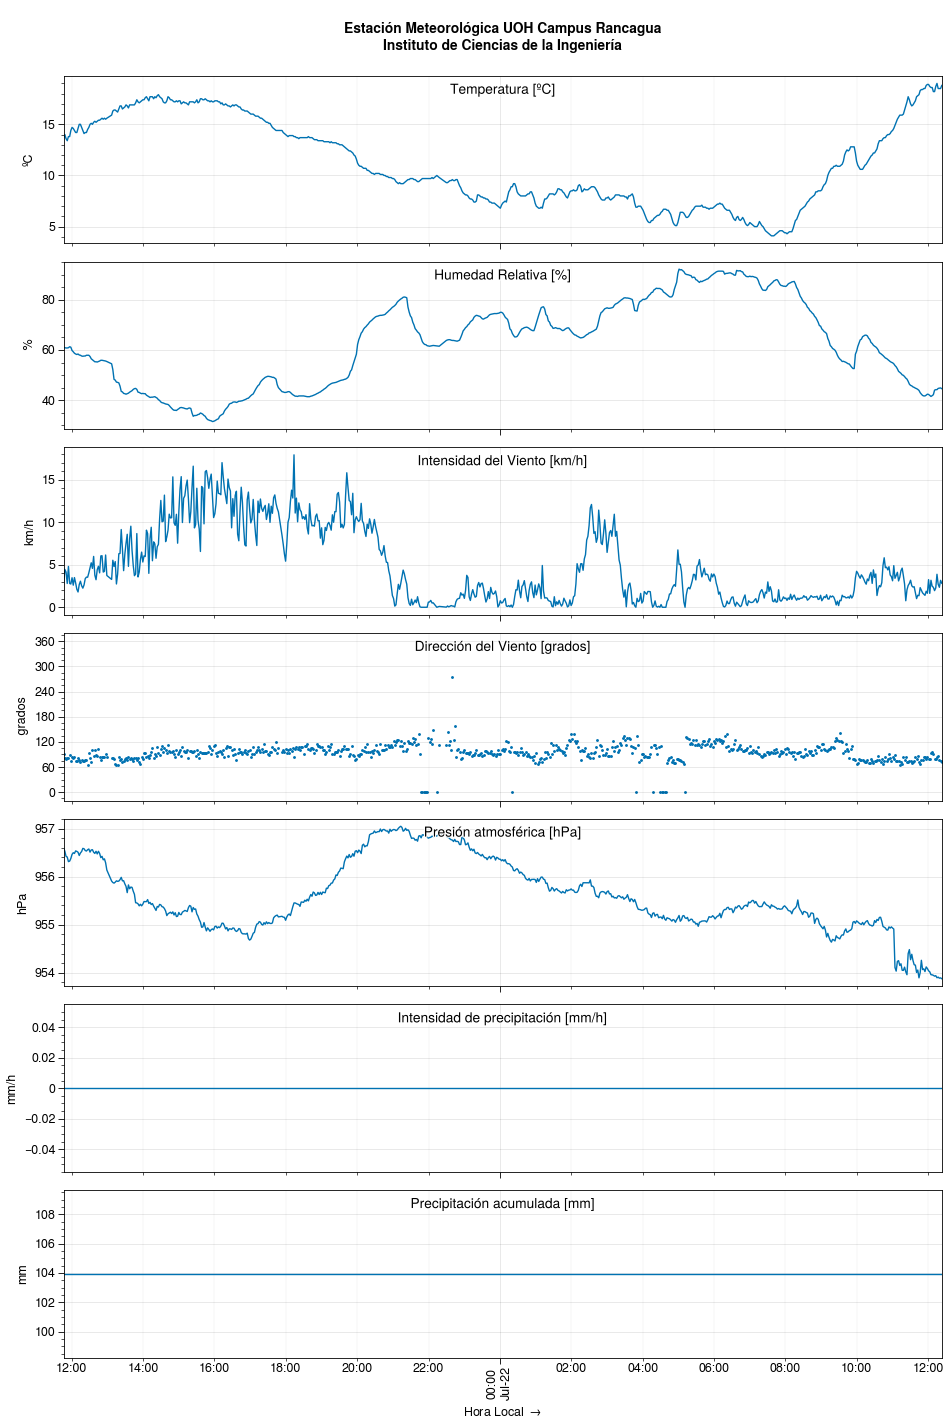 Estación Meteorológica UOH Campus Rancagua
Instituto de Ciencias de la Ingeniería
Temperatura [ºC]
15
10
5
ºC
Humedad Relativa [%]
80
60
40
%
Intensidad del Viento [km/h]
15
10
5
0
km/h
Dirección del Viento [grados]
360
300
240
180
120
60
0
grados
Presión atmosférica [hPa]
957
956
955
954
hPa
Intensidad de precipitación [mm/h]
0.04
0.02
0
−0.02
−0.04
mm/h
Precipitación acumulada [mm]
108
106
104
102
100
mm
12:00 14:00 16:00 18:00 20:00 22:00 00:00 02:00 04:00 06:00 08:00 10:00 12:00
Jul-22
Hora Local →